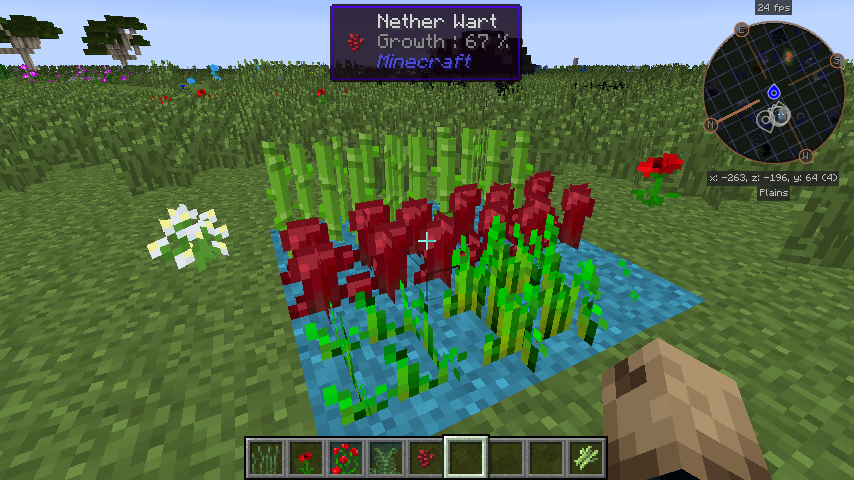 24 fps
Nether Wart
Growth : 67 %
Minecraft
E
S
N
W
x: -263, z: -196, y: 64 (4)
Plains